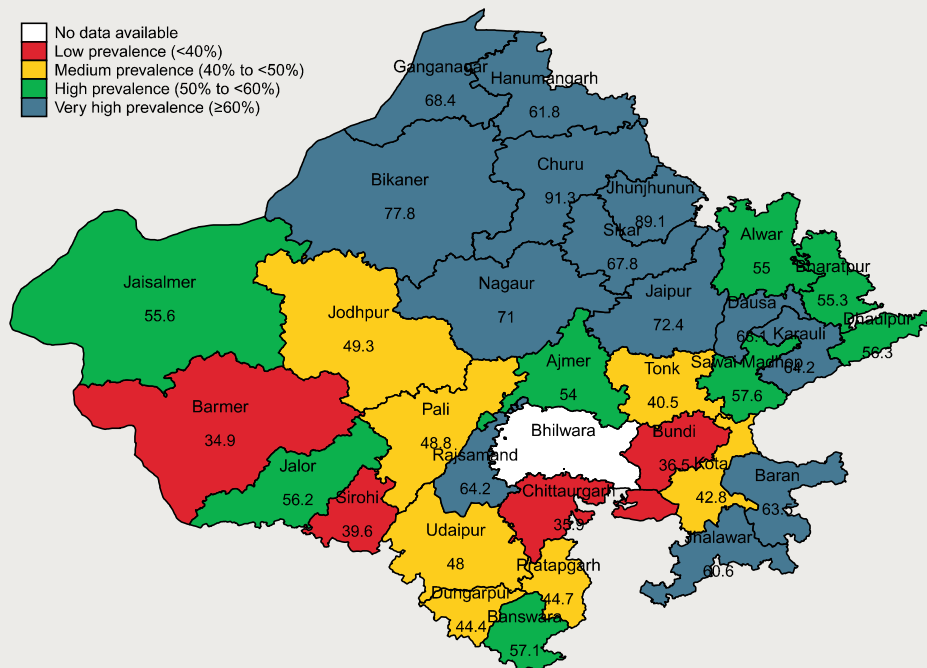 No data available
Low prevalence (<40%)
Medium prevalence (40% to <50%)
High prevalence (50% to <60%)
Very high prevalence (≥60%)
Ganganagar
68.4
Hanumangarh
61.8
Churu
91.3
Bikaner
77.8
Jhunjhunun
89.1
Sikar
67.8
Alwar
55
Bharatpur
55.3
Jaisalmer
55.6
Nagaur
71
Jaipur
72.4
Dausa
Jodhpur
49.3
Dhaulpur
56.3
Karauli
64.2
Ajmer
54
Tonk
40.5
Sawai Madhop
57.6
Barmer
34.9
Pali
48.8
Bhilwara
Bundi
36.5
Rajsamand
64.2
Kota
42.8
Jalor
56.2
Sirohi
39.6
Chittaurgarh
35.9
Baran
63.
Udaipur
48
Jhalawar
60.6
Pratapgarh
44.7
Dungarpur
44.4
Banswara
57.1